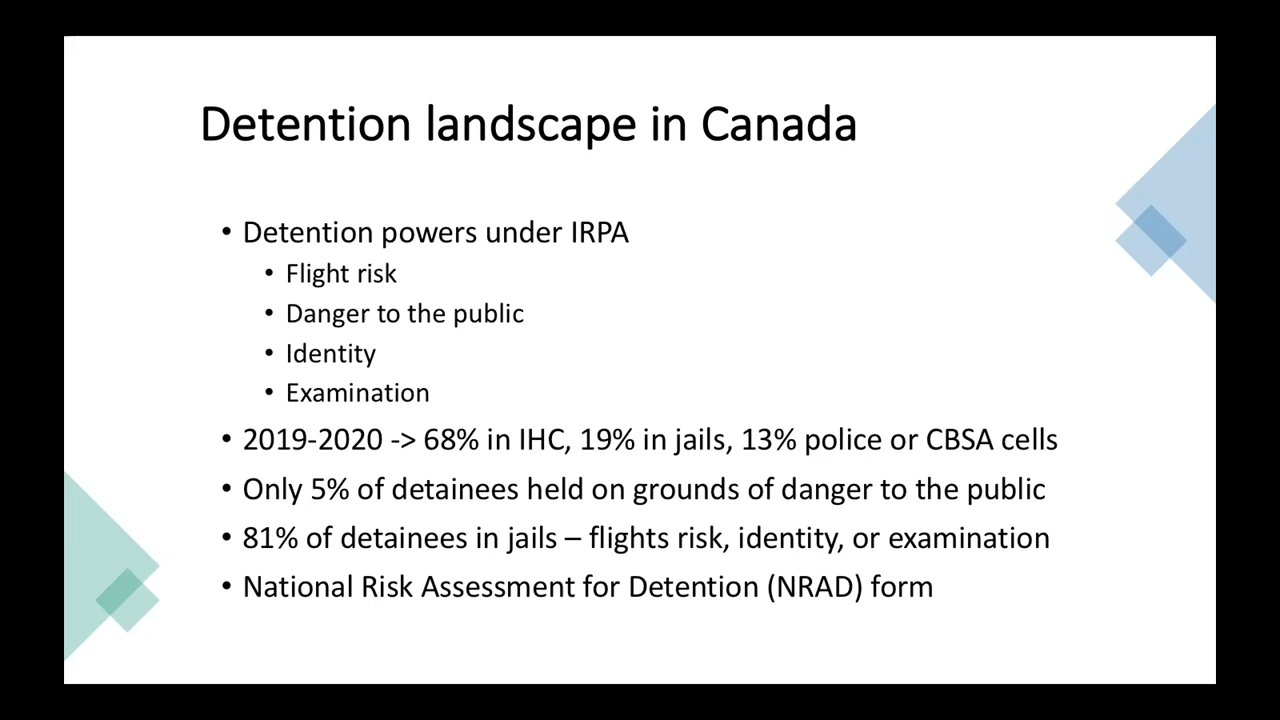 Detention landscape in Canada
• Detention powers under IRPA
• Flight risk
• Danger to the public
• Identity
• Examination
• 2019-2020 -> 68% in IHC, 19% in jails, 13% police or CBSA cells
• Only 5% of detainees held on grounds of danger to the public
• 81% of detainees in jails – flights risk, identity, or examination
• National Risk Assessment for Detention (NRAD) form